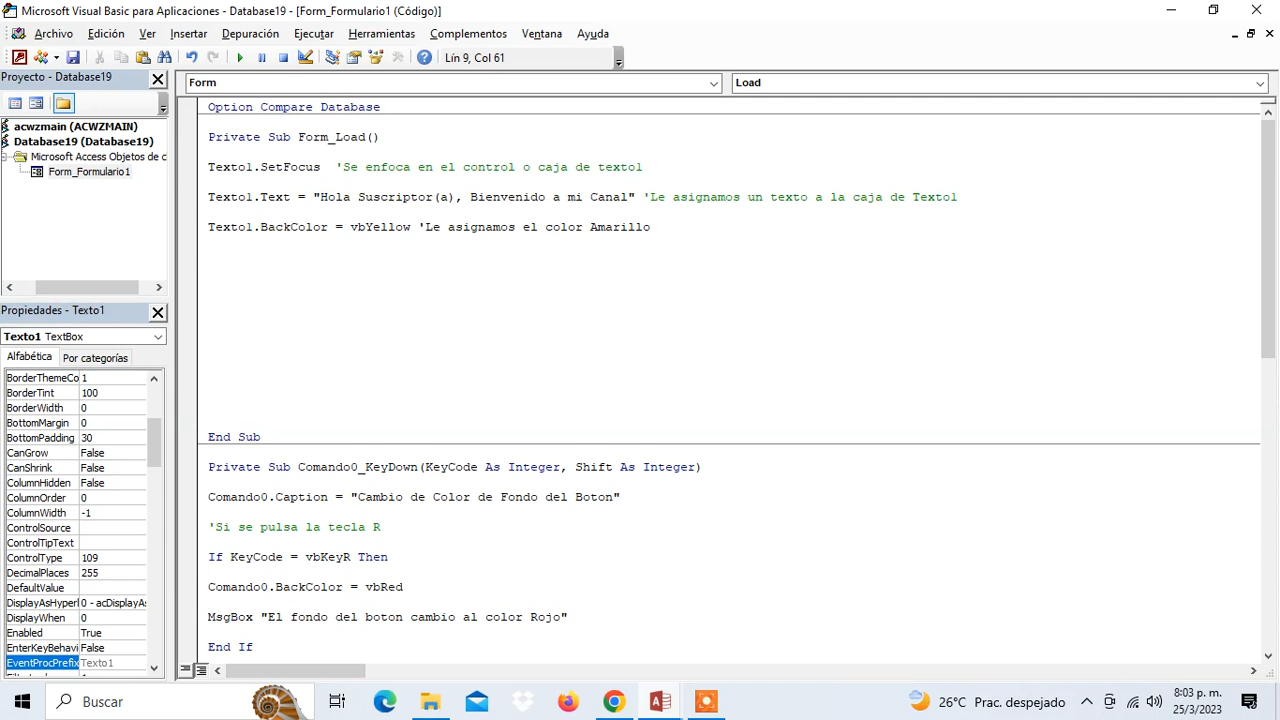 Microsoft Visual Basic para Aplicaciones - Database19 - [Form_Formulario1 (Código)]
Archivo Edición Ver Insertar Depuración Ejecutar Herramientas Complementos Ventana Ayuda
Lín 9, Col 61
Proyecto - Database19
acwzmain (ACWZMAIN)
Database19 (Database19)
Microsoft Access Objetos de c
Form_Formulario1
Propiedades - Texto1
Texto1 TextBox
Alfabética Por categorías
BorderThemeCo 1
BorderTint 100
BorderWidth 0
BottomMargin 0
BottomPadding 30
CanGrow False
CanShrink False
ColumnHidden False
ColumnOrder 0
ColumnWidth -1
ControlSource
ControlTipText
ControlType 109
DecimalPlaces 255
DefaultValue
DisplayAsHyperl 0 - acDisplayAs
DisplayWhen 0
Enabled True
EnterKeyBehavi False
EventProcPrefix Texto1
Form Load
Option Compare Database
Private Sub Form_Load()
Texto1.SetFocus 'Se enfoca en el control o caja de texto1
Texto1.Text = "Hola Suscriptor(a), Bienvenido a mi Canal" 'Le asignamos un texto a la caja de Texto1
Texto1.BackColor = vbYellow 'Le asignamos el color Amarillo
End Sub
Private Sub Comando0_KeyDown(KeyCode As Integer, Shift As Integer)
Comando0.Caption = "Cambio de Color de Fondo del Boton"
'Si se pulsa la tecla R
If KeyCode = vbKeyR Then
Comando0.BackColor = vbRed
MsgBox "El fondo del boton cambio al color Rojo"
End If
Buscar
26°C Prac. despejado
8:03 p. m.
25/3/2023